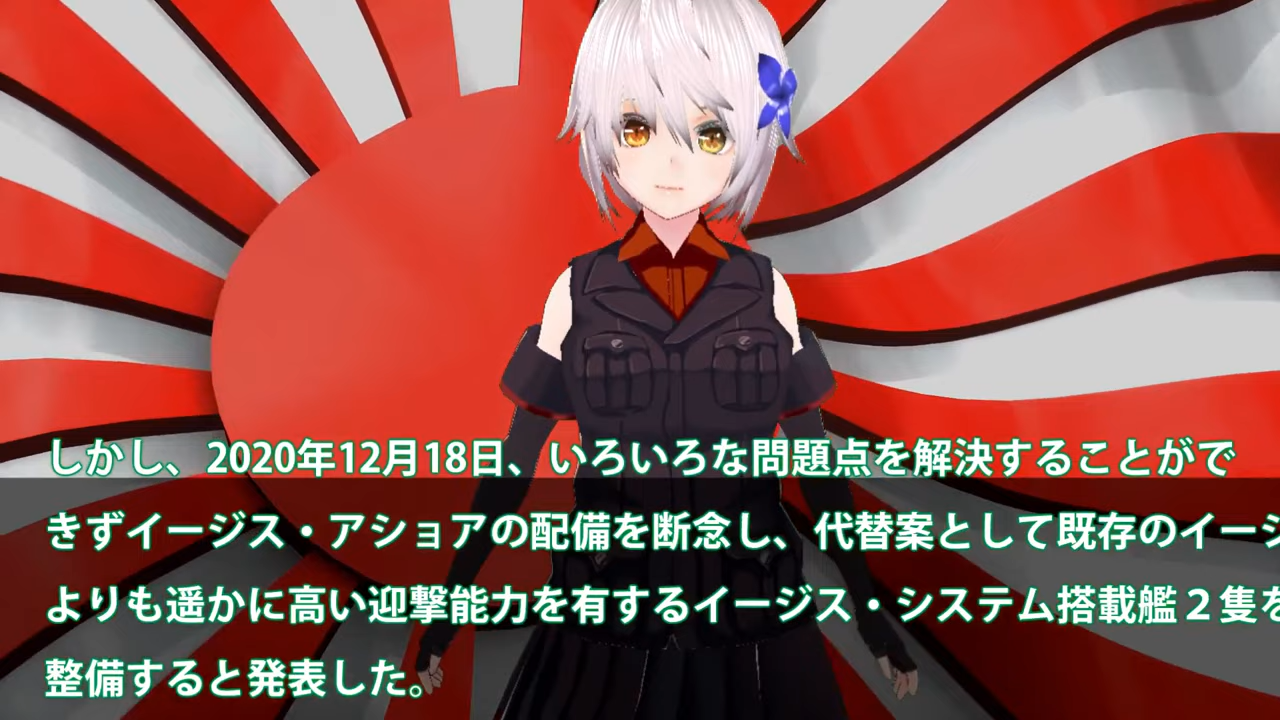 しかし、2020年12月18日、いろいろな問題点を解決することがで
きずイージス・アショアの配備を断念し、代替案として既存のイージ
よりも遥かに高い迎撃能力を有するイージス・システム搭載艦２隻を
整備すると発表した。